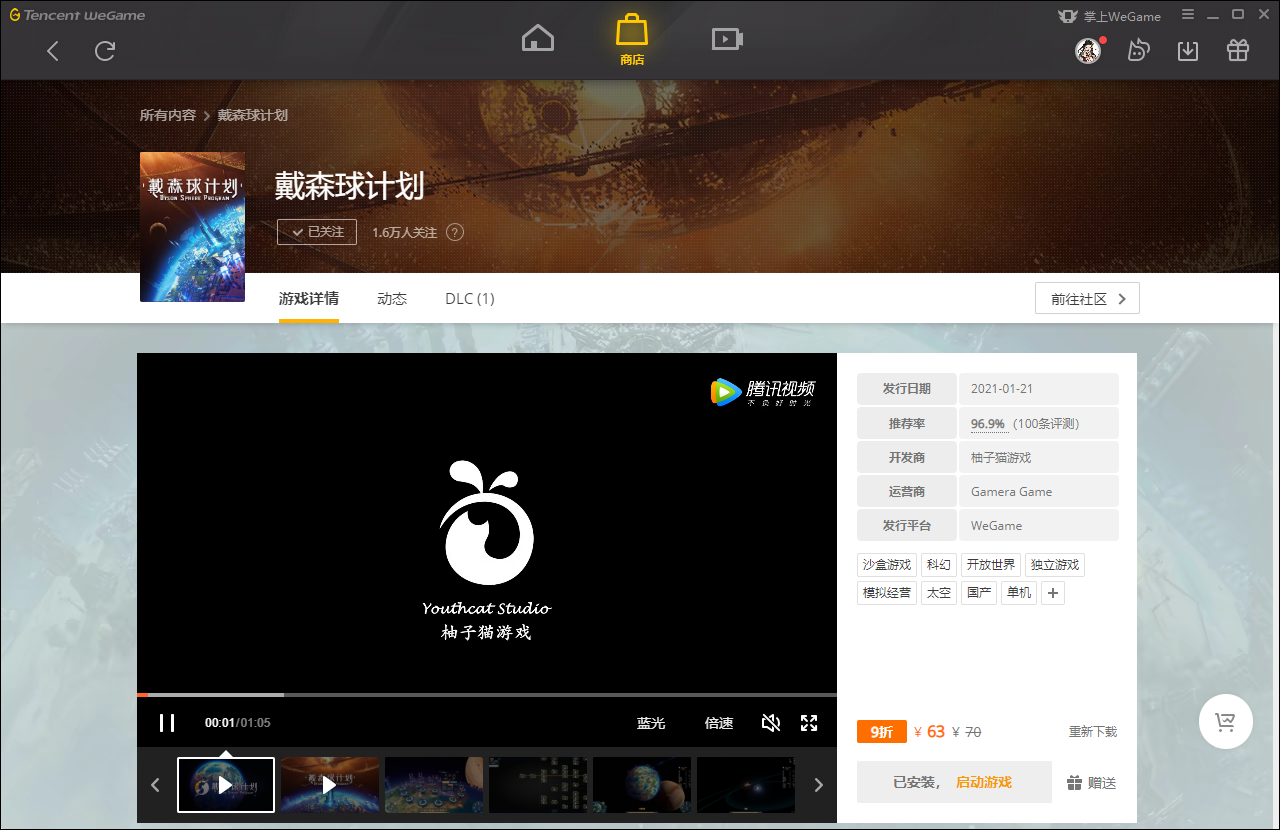 Tencent WeGame
掌上WeGame
商店
所有内容 > 戴森球计划
戴森球计划
DYSON SPHERE PROGRAM
戴森球计划
已关注
1.6万人关注 ?
游戏详情
动态
DLC (1)
前往社区
腾讯视频
不负好时光
Youthcat Studio
柚子猫游戏
00:01/01:05
蓝光
倍速
戴森球计划
戴森球计划
发行日期 2021-01-21
推荐率 96.9% (100条评测)
开发商 柚子猫游戏
运营商 Gamera Game
发行平台 WeGame
沙盒游戏 科幻 开放世界 独立游戏
模拟经营 太空 国产 单机 +
9折 ¥ 63 ¥ 70 重新下载
已安装， 启动游戏 赠送